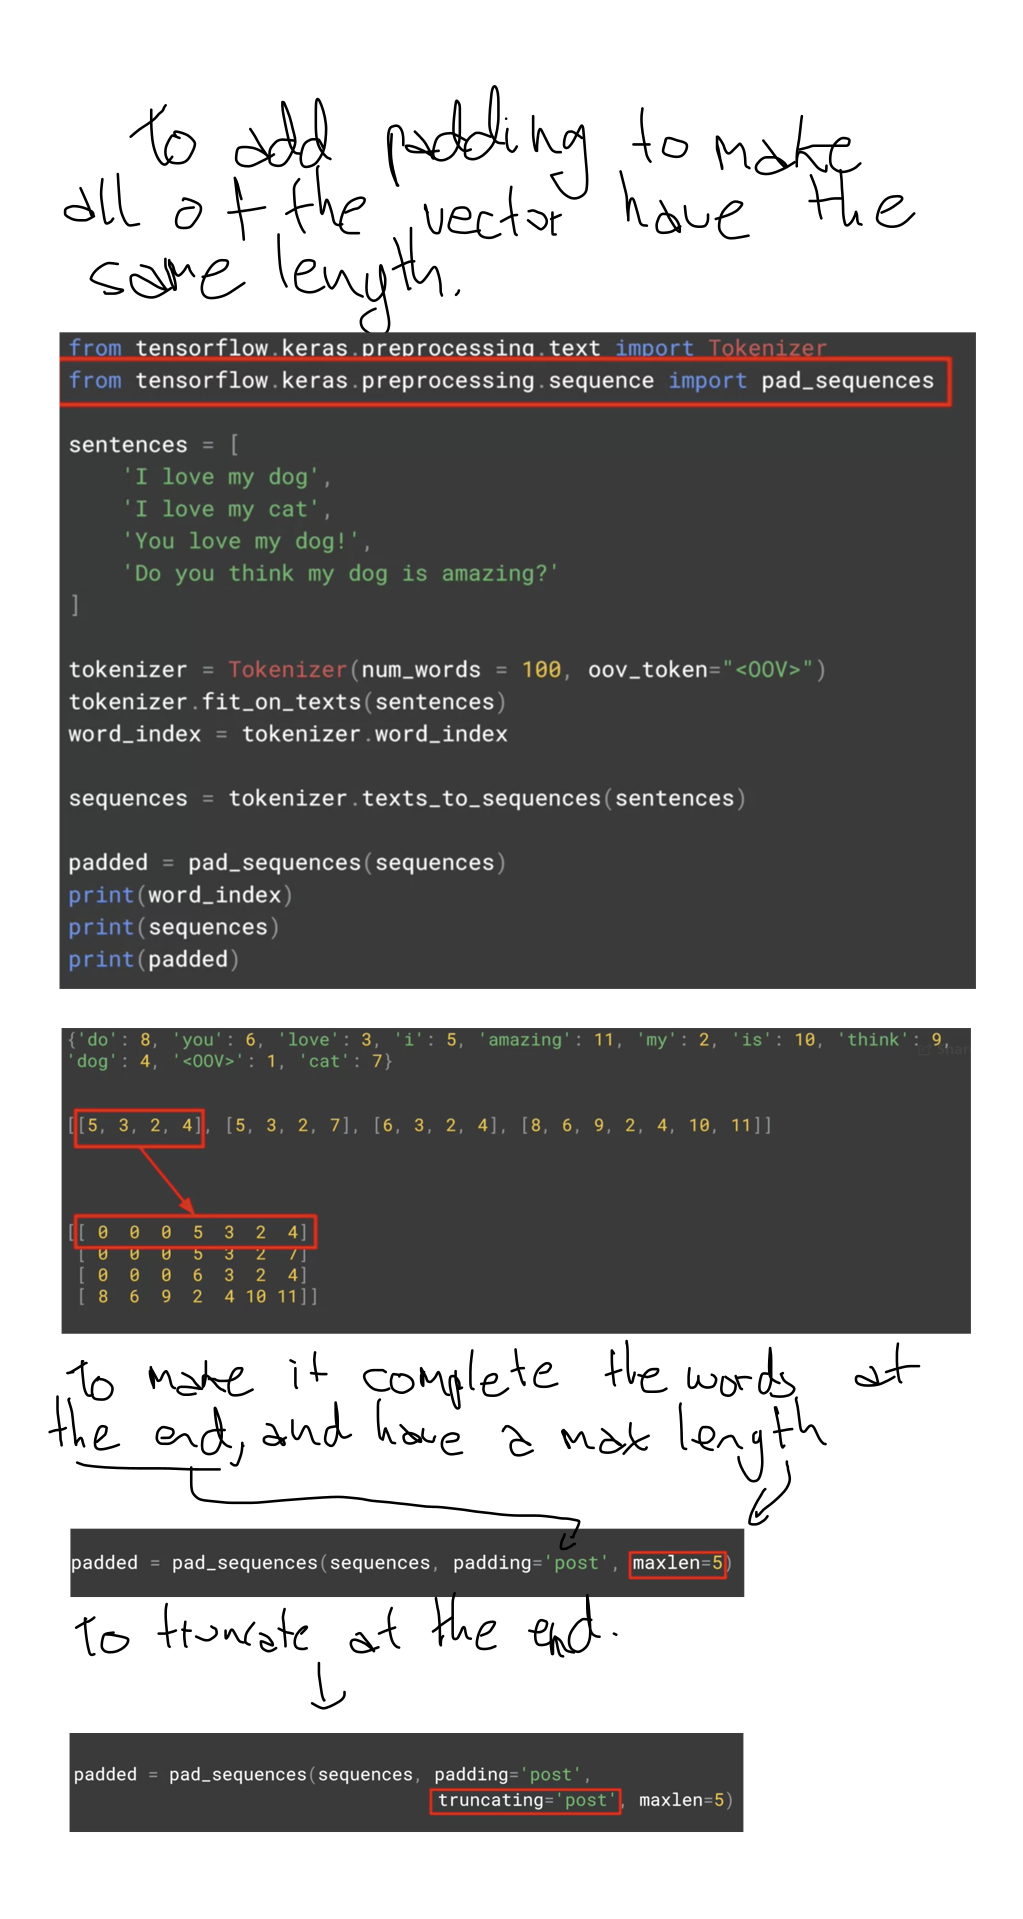 to add padding to make
all of the vector have the
same length.
from tensorflow.keras.preprocessing.text import Tokenizer
from tensorflow.keras.preprocessing.sequence import pad_sequences
sentences = [
    'I love my dog',
    'I love my cat',
    'You love my dog!',
    'Do you think my dog is amazing?'
]
tokenizer = Tokenizer(num_words = 100, oov_token="<OOV>")
tokenizer.fit_on_texts(sentences)
word_index = tokenizer.word_index
sequences = tokenizer.texts_to_sequences(sentences)
padded = pad_sequences(sequences)
print(word_index)
print(sequences)
print(padded)
{'do': 8, 'you': 6, 'love': 3, 'i': 5, 'amazing': 11, 'my': 2, 'is': 10, 'think': 9,
'dog': 4, '<OOV>': 1, 'cat': 7}
[[5, 3, 2, 4], [5, 3, 2, 7], [6, 3, 2, 4], [8, 6, 9, 2, 4, 10, 11]]
[[ 0 0 0 5 3 2 4]
[ 0 0 0 5 3 2 7]
[ 0 0 0 6 3 2 4]
[ 8 6 9 2 4 10 11]]
to make it complete the words at
the end, and have a max length
padded = pad_sequences(sequences, padding='post', maxlen=5)
to truncate at the end.
padded = pad_sequences(sequences, padding='post',
truncating='post', maxlen=5)